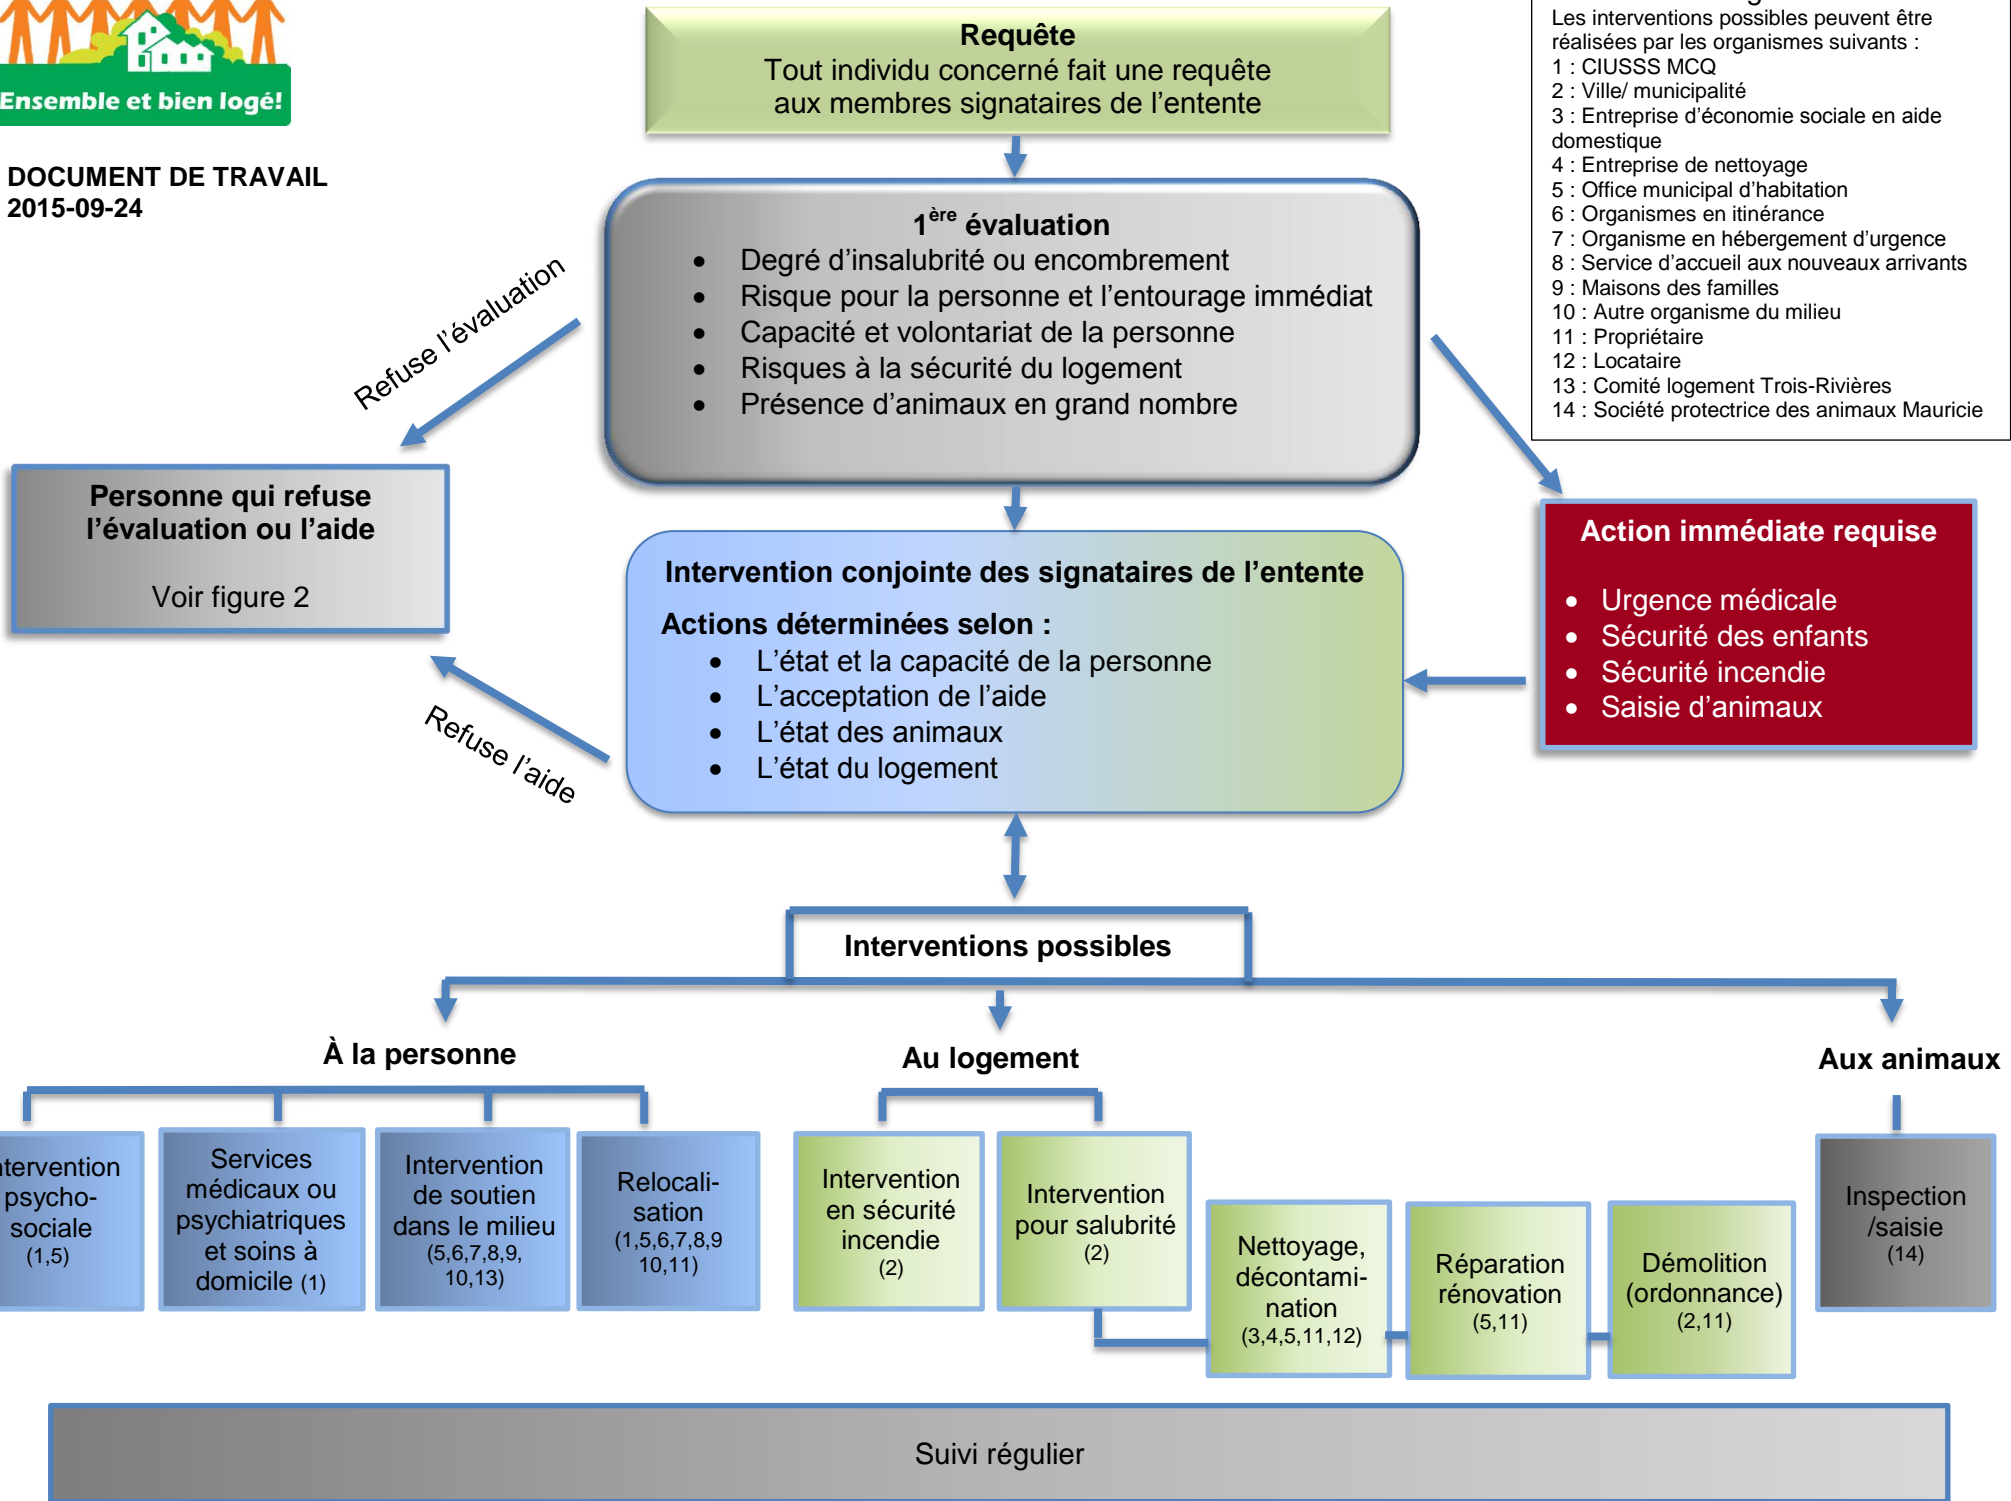 Ensemble et bien logé!
DOCUMENT DE TRAVAIL
2015-09-24
Requête
Tout individu concerné fait une requête
aux membres signataires de l'entente
Les interventions possibles peuvent être
réalisées par les organismes suivants :
1 : CIUSSS MCQ
2 : Ville/ municipalité
3 : Entreprise d'économie sociale en aide
domestique
4 : Entreprise de nettoyage
5 : Office municipal d'habitation
6 : Organismes en itinérance
7 : Organisme en hébergement d'urgence
8 : Service d'accueil aux nouveaux arrivants
9 : Maisons des familles
10 : Autre organisme du milieu
11 : Propriétaire
12 : Locataire
13 : Comité logement Trois-Rivières
14 : Société protectrice des animaux Mauricie
1ère évaluation
• Degré d'insalubrité ou encombrement
• Risque pour la personne et l'entourage immédiat
• Capacité et volontariat de la personne
• Risques à la sécurité du logement
• Présence d'animaux en grand nombre
Refuse l'évaluation
Personne qui refuse
l'évaluation ou l'aide
Voir figure 2
Action immédiate requise
• Urgence médicale
• Sécurité des enfants
• Sécurité incendie
• Saisie d'animaux
Intervention conjointe des signataires de l'entente
Actions déterminées selon :
• L'état et la capacité de la personne
• L'acceptation de l'aide
• L'état des animaux
• L'état du logement
Refuse l'aide
Interventions possibles
À la personne
Au logement
Aux animaux
ntervention
psycho-
sociale
(1,5)
Services
médicaux ou
psychiatriques
et soins à
domicile (1)
Intervention
de soutien
dans le milieu
(5,6,7,8,9,
10,13)
Relocali-
sation
(1,5,6,7,8,9
10,11)
Intervention
en sécurité
incendie
(2)
Intervention
pour salubrité
(2)
Nettoyage,
décontami-
nation
(3,4,5,11,12)
Réparation
rénovation
(5,11)
Démolition
(ordonnance)
(2,11)
Inspection
/saisie
(14)
Suivi régulier